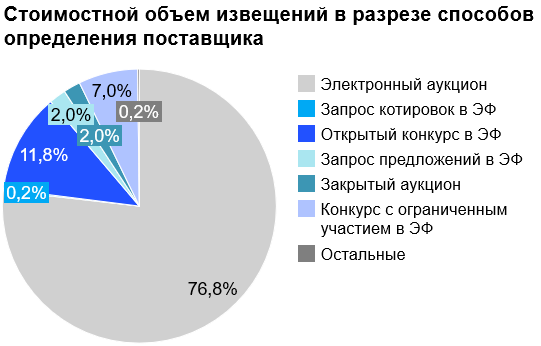 Стоимостной объем извещений в разрезе способов
определения поставщика
7,0%
2,0%
0,2%
2,0%
11,8%
0,2%
76,8%
Электронный аукцион
Запрос котировок в ЭФ
Открытый конкурс в ЭФ
Запрос предложений в ЭФ
Закрытый аукцион
Конкурс с ограниченным
участием в ЭФ
Остальные